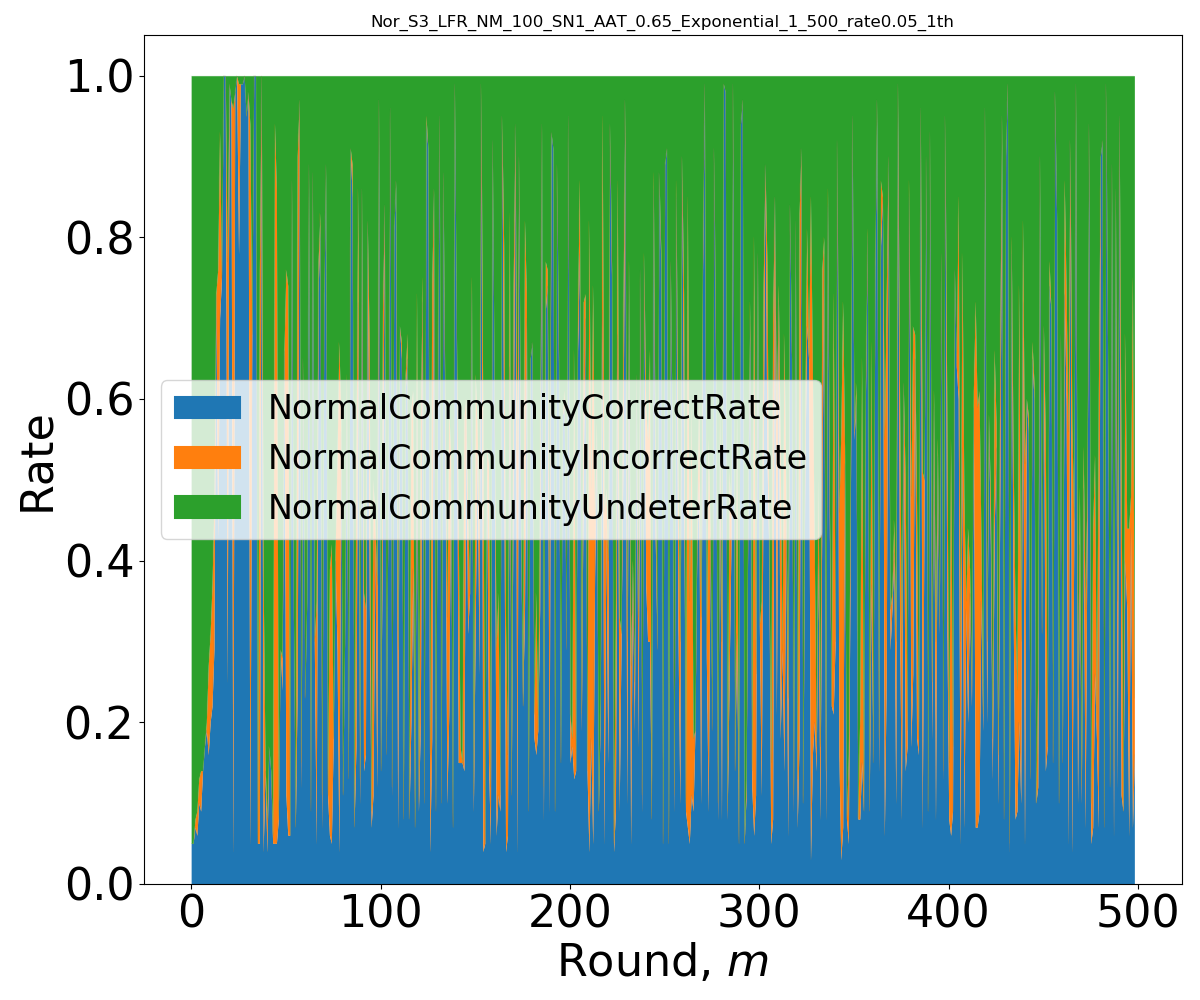 Nor_S3_LFR_NM_100_SN1_AAT_0.65_Exponential_1_500_rate0.05_1th
1.0
0.8
0.6
0.4
0.2
0.0
Rate
NormalCommunityCorrectRate
NormalCommunityIncorrectRate
NormalCommunityUndeterRate
0 100 200 300 400 500
Round, m